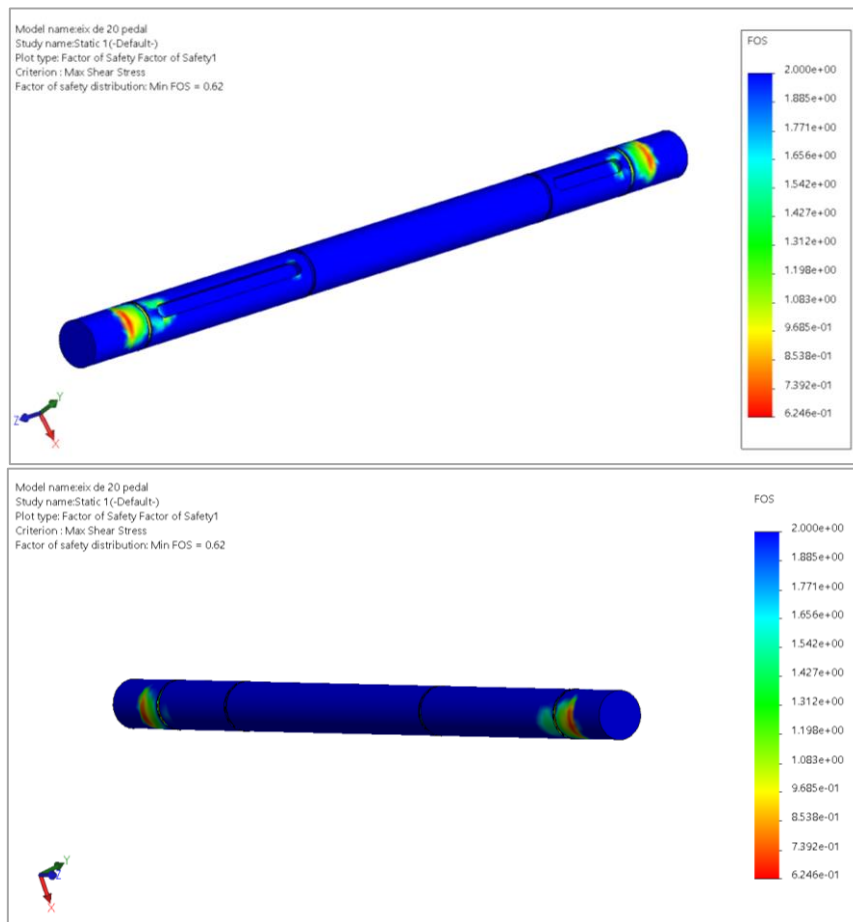 Model name:eix de 20 pedal
Study name:Static 1(-Default-)
Plot type: Factor of Safety Factor of Safety1
Criterion : Max Shear Stress
Factor of safety distribution: Min FOS = 0.62
FOS
2.000e+00
1.885e+00
1.771e+00
1.656e+00
1.542e+00
1.427e+00
1.312e+00
1.198e+00
1.083e+00
9.685e-01
8.538e-01
7.392e-01
6.246e-01
Y
Z
X
Model name:eix de 20 pedal
Study name:Static 1(-Default-)
Plot type: Factor of Safety Factor of Safety1
Criterion : Max Shear Stress
Factor of safety distribution: Min FOS = 0.62
FOS
2.000e+00
1.885e+00
1.771e+00
1.656e+00
1.542e+00
1.427e+00
1.312e+00
1.198e+00
1.083e+00
9.685e-01
8.538e-01
7.392e-01
6.246e-01
Y
Z
X